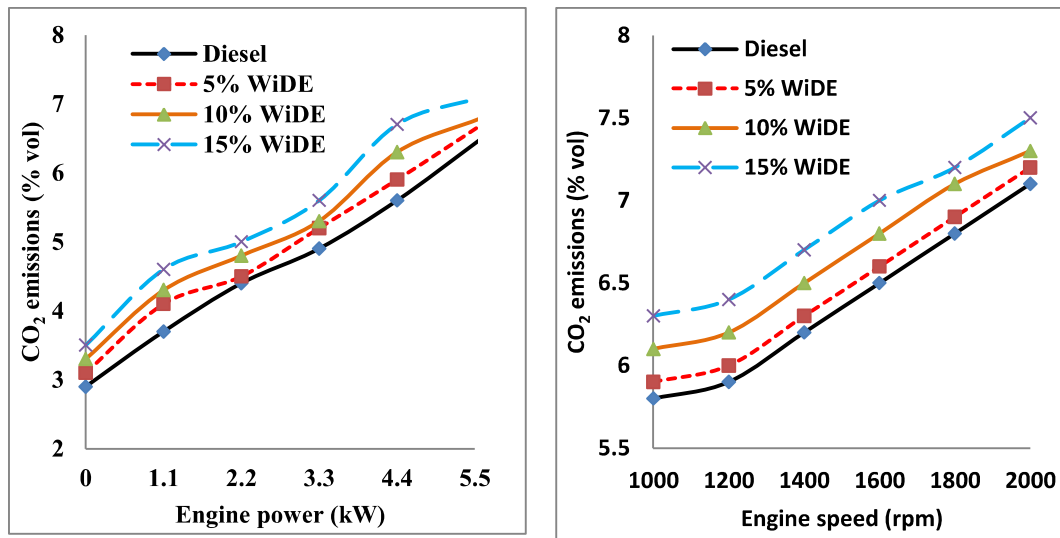 8
7
6
5
4
3
2
CO2 emissions (% vol)
Diesel
5% WiDE
10% WiDE
15% WiDE
0 1.1 2.2 3.3 4.4 5.5
Engine power (kW)
8
7.5
7
6.5
6
5.5
CO2 emissions (% vol)
Diesel
5% WiDE
10% WiDE
15% WiDE
1000 1200 1400 1600 1800 2000
Engine speed (rpm)